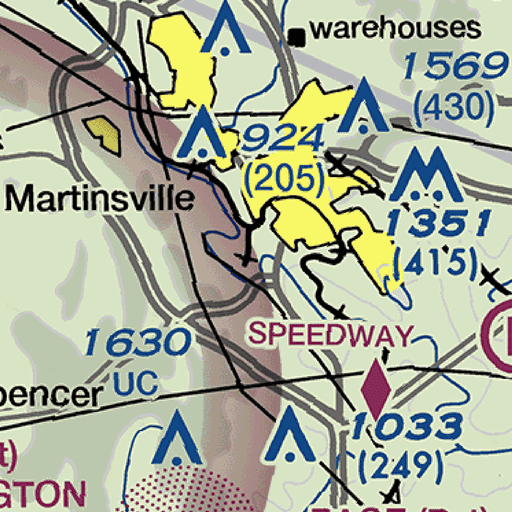 warehouses
1569
(430)
924
(205)
Martinsville
1351
(415)
1630
UC
SPEEDWAY
pencer
1033
(249)
t)
GTON